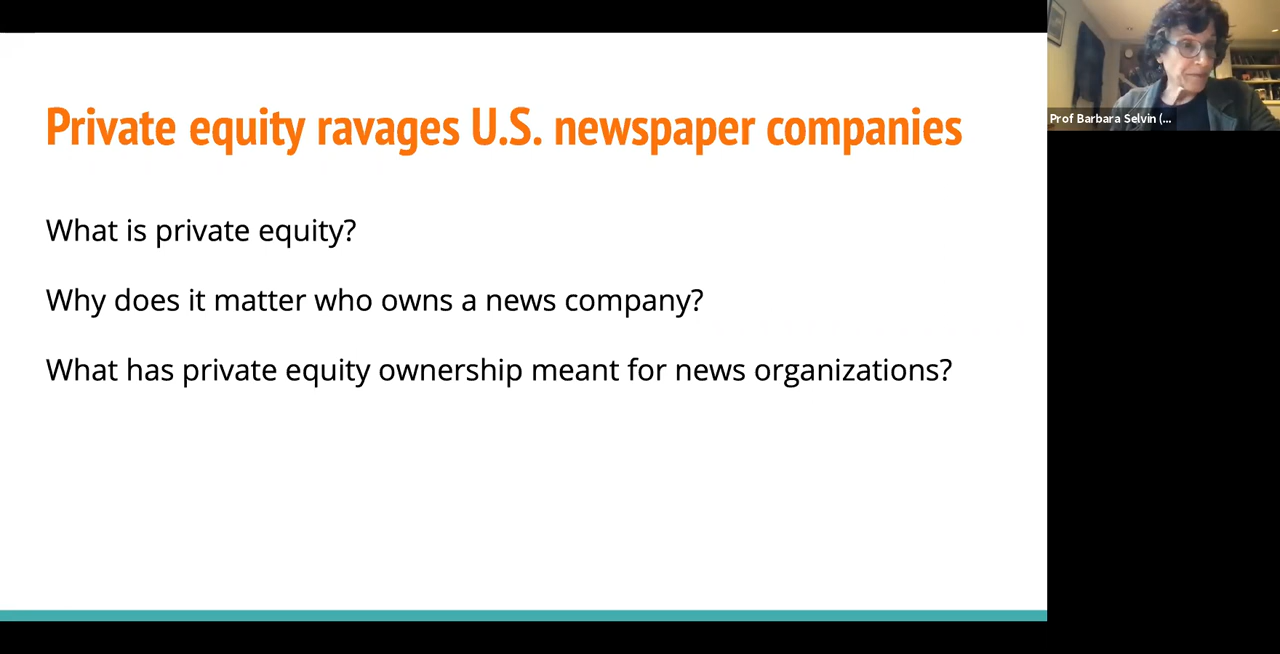 Private equity ravages U.S. newspaper companies
What is private equity?
Why does it matter who owns a news company?
What has private equity ownership meant for news organizations?
Prof Barbara Selvin (...